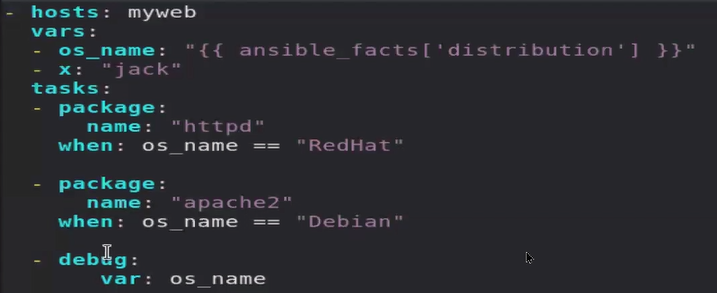 - hosts: myweb
  vars:
  - os_name: "{{ ansible_facts['distribution'] }}"
  - x: "jack"
  tasks:
  - package:
      name: "httpd"
    when: os_name == "RedHat"

  - package:
      name: "apache2"
    when: os_name == "Debian"

  - debug:
       var: os_name